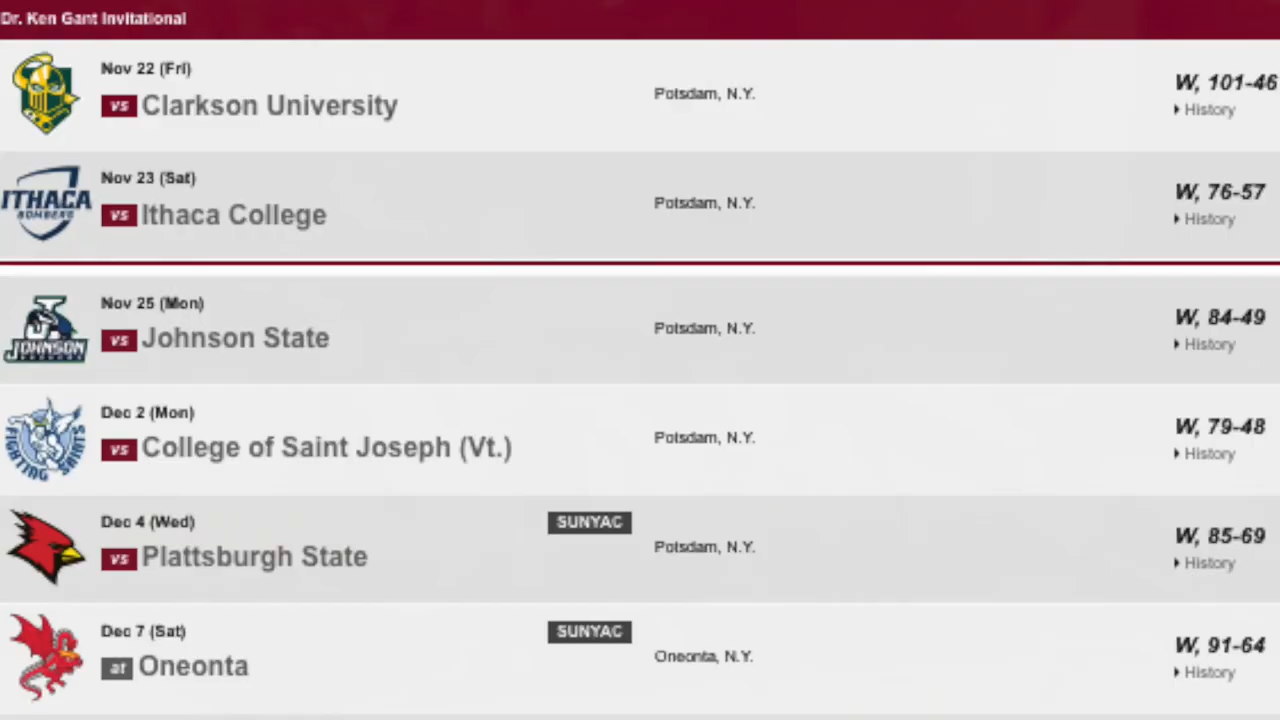 Dr. Ken Gant Invitational
Nov 22 (Fri)
vs Clarkson University
Potsdam, N.Y.
W, 101-46
History
ITHACA
BOMBERS
Nov 23 (Sat)
vs Ithaca College
Potsdam, N.Y.
W, 76-57
History
J
JOHNSON
Nov 25 (Mon)
vs Johnson State
Potsdam, N.Y.
W, 84-49
History
FIGHTING SAINTS
Dec 2 (Mon)
vs College of Saint Joseph (Vt.)
Potsdam, N.Y.
W, 79-48
History
Dec 4 (Wed)
vs Plattsburgh State
SUNYAC
Potsdam, N.Y.
W, 85-69
History
Dec 7 (Sat)
at Oneonta
SUNYAC
Oneonta, N.Y.
W, 91-64
History